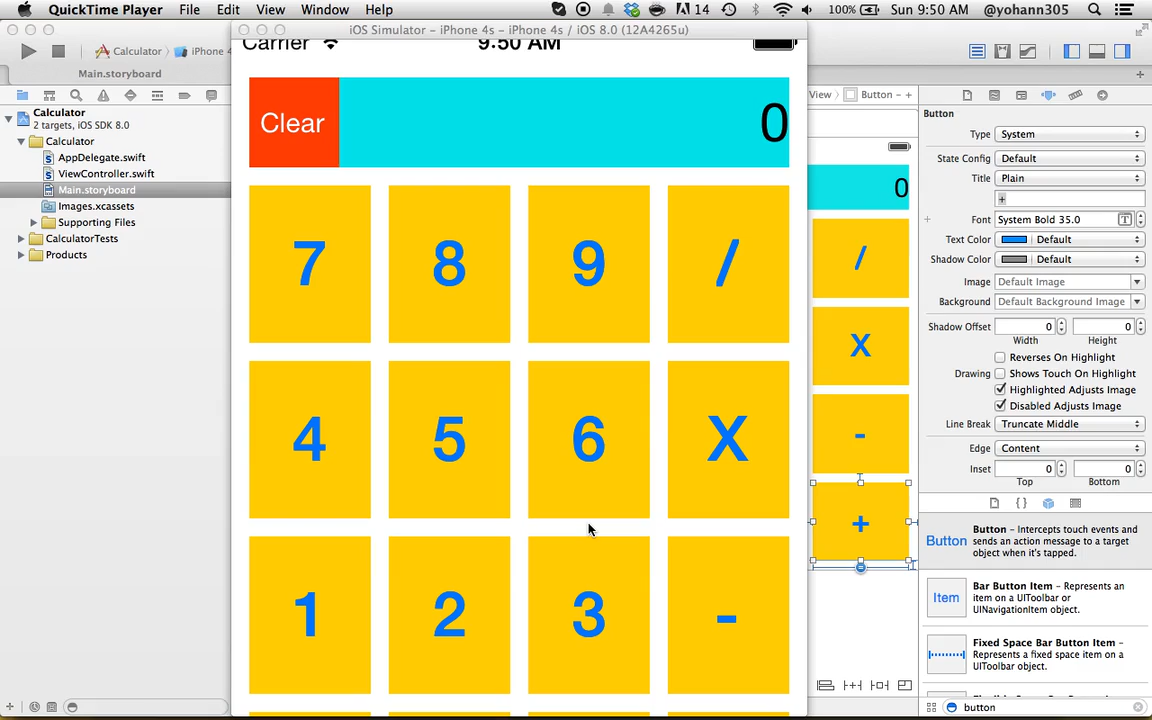 QuickTime Player File Edit View Window Help 14 100% Sun 9:50 AM @yohann305
iOS Simulator – iPhone 4s – iPhone 4s / iOS 8.0 (12A4265u)
Calculator iPhone 4
Main.storyboard
Carrier 9:50 AM
Calculator
2 targets, iOS SDK 8.0
Calculator
AppDelegate.swift
ViewController.swift
Main.storyboard
Images.xcassets
Supporting Files
CalculatorTests
Products
Clear 0
7 8 9 /
4 5 6 X
1 2 3 -
View Button - +
0
/
X
-
+
Button
Type System
State Config Default
Title Plain
+
Font System Bold 35.0 T
Text Color Default
Shadow Color Default
Image Default Image
Background Default Background Image
Shadow Offset 0 0
Width Height
Reverses On Highlight
Drawing Shows Touch On Highlight
Highlighted Adjusts Image
Disabled Adjusts Image
Line Break Truncate Middle
Edge Content
Inset 0 0
Top Bottom
Button
Button – Intercepts touch events and
sends an action message to a target
object when it's tapped.
Item
Bar Button Item – Represents an
item on a UIToolbar or
UINavigationItem object.
Fixed Space Bar Button Item –
Represents a fixed space item on a
UIToolbar object.
button